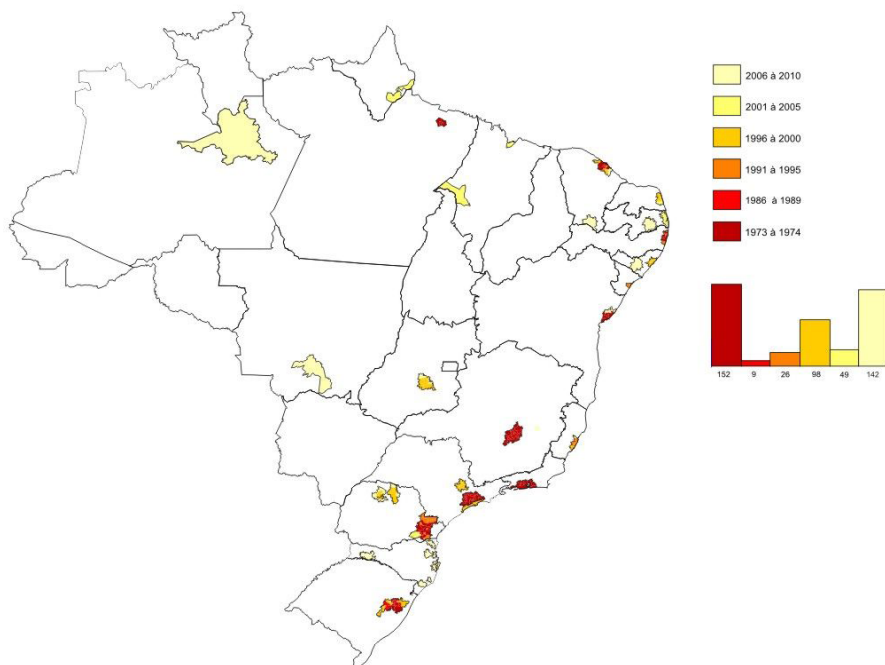 2006 à 2010
2001 à 2005
1996 à 2000
1991 à 1995
1986 à 1989
1973 à 1974
152 9 26 98 49 142